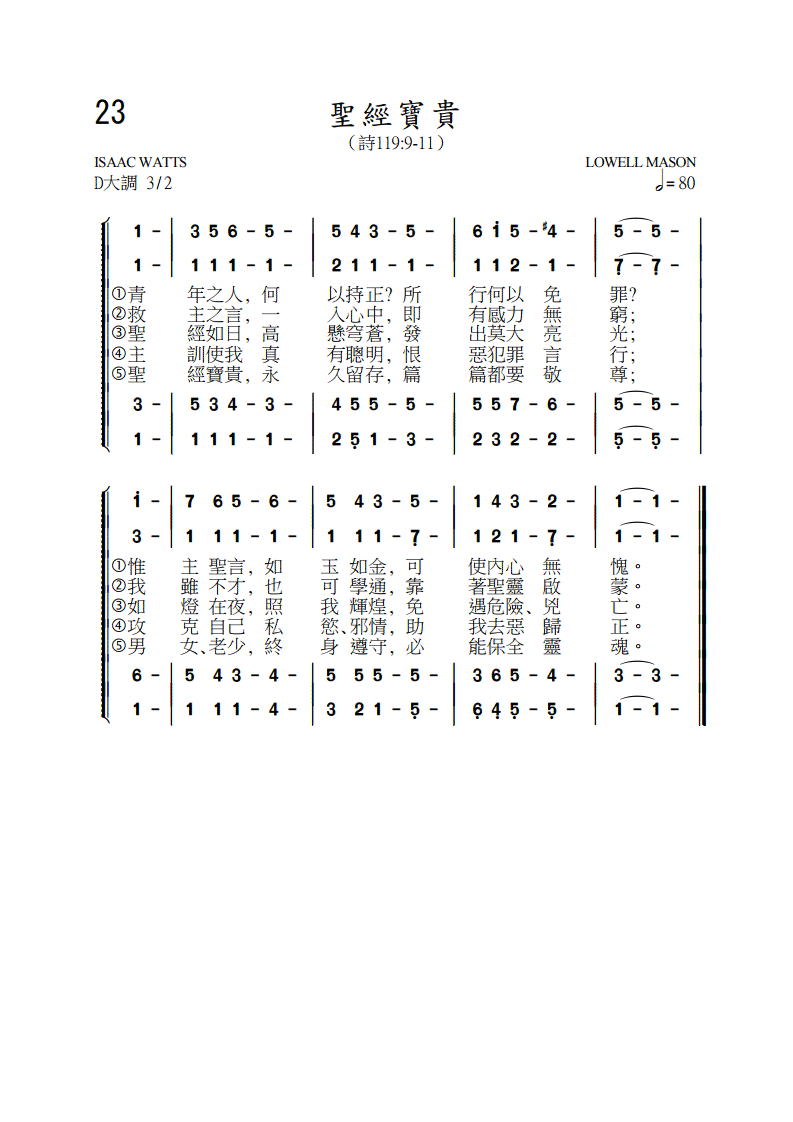 23
聖經寶貴
（詩119:9-11）
ISAAC WATTS LOWELL MASON
D大調 3/2 𝅗𝅥=80
1 - | 3 5 6 - 5 - | 5 4 3 - 5 - | 6 i 5 - ♯4 - | 5 - 5 - |
1 - | 1 1 1 - 1 - | 2 1 1 - 1 - | 1 1 2 - 1 - | 7̣ - 7̣ - |
①青 年之人, 何 以持正? 所 行何以 免 罪?
②救 主之言, 一 入心中, 即 有感力 無 窮;
③聖 經如日, 高 懸穹蒼, 發 出莫大 亮 光;
④主 訓使我 真 有聰明, 恨 惡犯罪 言 行;
⑤聖 經寶貴, 永 久留存, 篇 篇都要 敬 尊;
3 - | 5 3 4 - 3 - | 4 5 5 - 5 - | 5 5 7 - 6 - | 5 - 5 - |
1 - | 1 1 1 - 1 - | 2 5̣ 1 - 3 - | 2 3 2 - 2 - | 5̣ - 5̣ - |
i - | 7 6 5 - 6 - | 5 4 3 - 5 - | 1 4 3 - 2 - | 1 - 1 - ‖
3 - | 1 1 1 - 1 - | 1 1 1 - 7̣ - | 1 2 1 - 7̣ - | 1 - 1 - ‖
①惟 主 聖言, 如 玉 如金, 可 使內心 無 愧。
②我 雖 不才, 也 可 學通, 靠 著聖靈 啟 蒙。
③如 燈 在夜, 照 我 輝煌, 免 遇危險、兇 亡。
④攻 克 自己 私 慾、邪情, 助 我去惡 歸 正。
⑤男 女、老少, 終 身 遵守, 必 能保全 靈 魂。
6 - | 5 4 3 - 4 - | 5 5 5 - 5 - | 3 6 5 - 4 - | 3 - 3 - ‖
1 - | 1 1 1 - 4 - | 3 2 1 - 5̣ - | 6̣ 4̣ 5̣ - 5̣ - | 1 - 1 - ‖